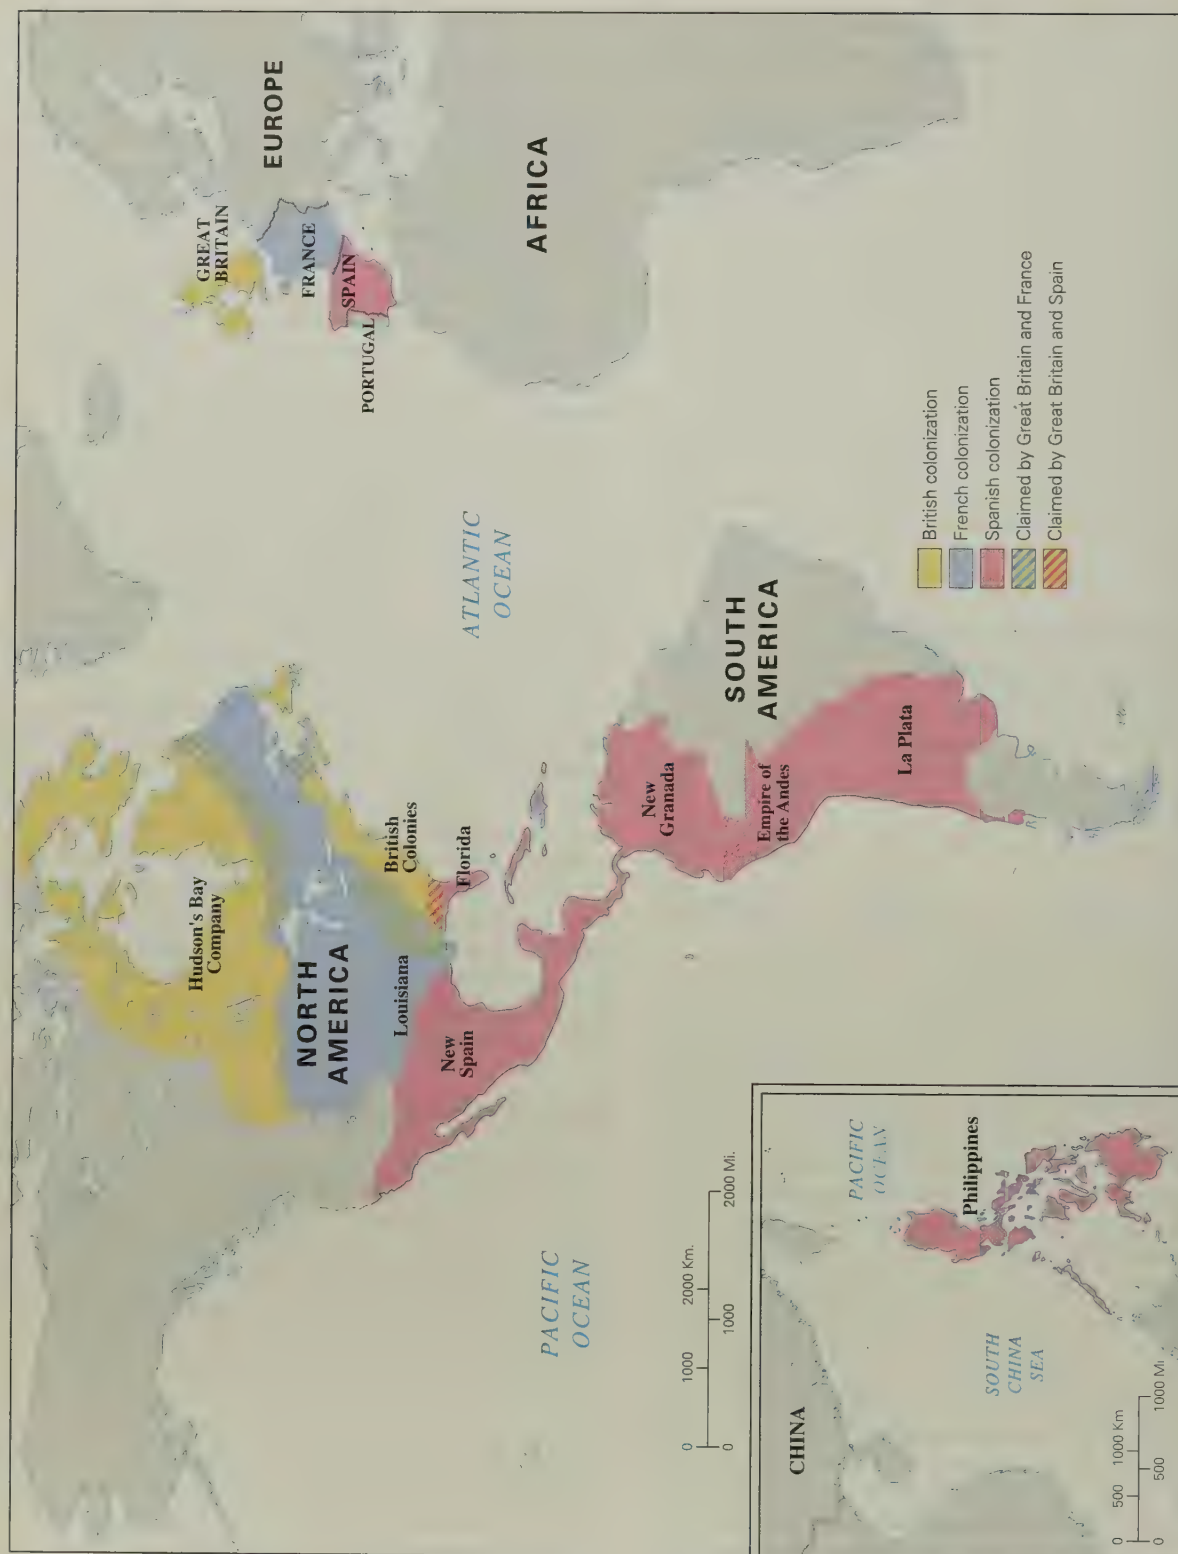 EUROPE
GREAT
BRITAIN
FRANCE
SPAIN
PORTUGAL
AFRICA
ATLANTIC
OCEAN
Hudson's Bay
Company
NORTH
AMERICA
British
Colonies
Louisiana
Florida
New
Spain
New
Granada
SOUTH
AMERICA
Empire of
the Andes
La Plata
PACIFIC
OCEAN
0 1000 2000 Km.
0 1000 2000 Mi.
British colonization
French colonization
Spanish colonization
Claimed by Great Britain and France
Claimed by Great Britain and Spain
CHINA
PACIFIC
OCEAN
Philippines
SOUTH
CHINA
SEA
0 500 1000 Km
0 500 1000 Mi